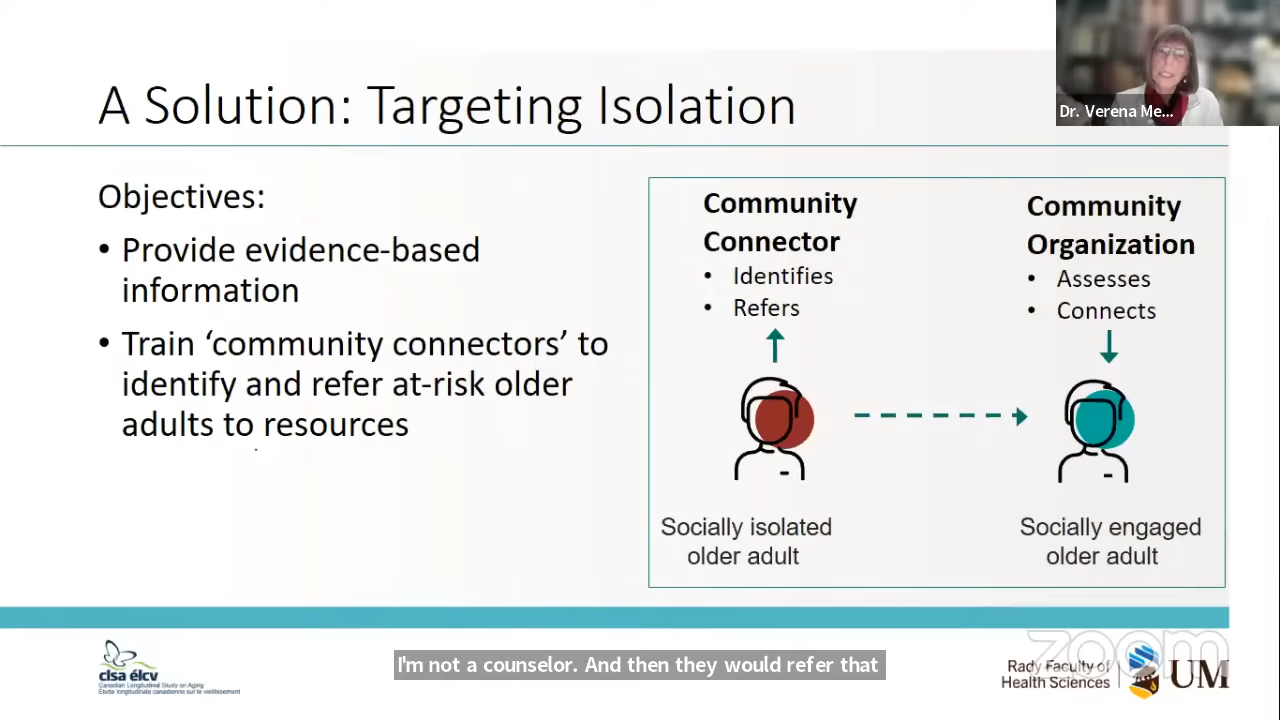 Dr. Verena Me...
A Solution: Targeting Isolation
Objectives:
• Provide evidence-based
information
• Train ‘community connectors’ to
identify and refer at-risk older
adults to resources
Community
Connector
• Identifies
• Refers
Socially isolated
older adult
Community
Organization
• Assesses
• Connects
Socially engaged
older adult
clsa élcv
Canadian Longitudinal Study on Aging
Étude longitudinale canadienne sur le vieillissement
I'm not a counselor. And then they would refer that
zoom
Rady Faculty of
Health Sciences
UM